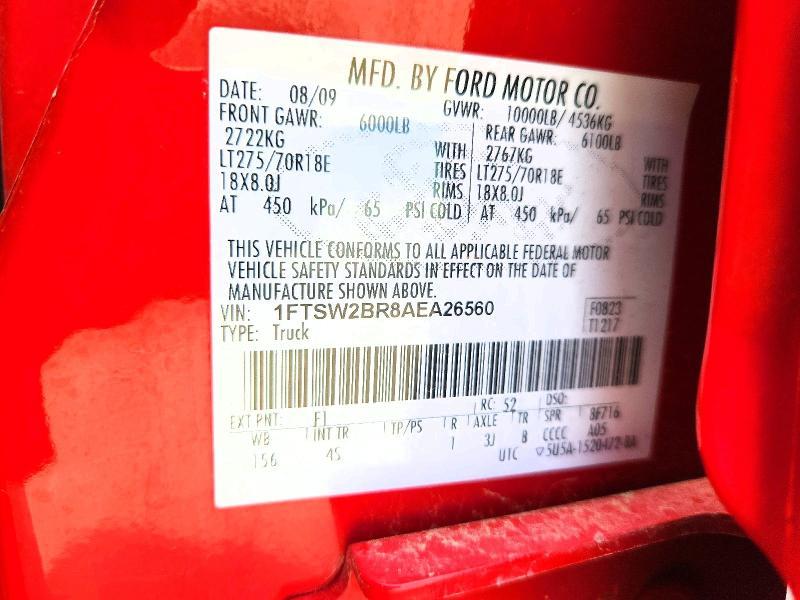 MFD. BY FORD MOTOR CO.
DATE: 08/09 GVWR: 10000LB/ 4536KG
FRONT GAWR: 6000LB REAR GAWR: 6100LB
2722KG WITH 2767KG WITH
LT275/70R18E TIRES LT275/70R18E TIRES
18X8.0J RIMS 18X8.0J RIMS
AT 450 kPa/ 65 PSI COLD AT 450 kPa/ 65 PSI COLD
THIS VEHICLE CONFORMS TO ALL APPLICABLE FEDERAL MOTOR
VEHICLE SAFETY STANDARDS IN EFFECT ON THE DATE OF
MANUFACTURE SHOWN ABOVE.
VIN: 1FTSW2BR8AEA26560 F0823
TYPE: Truck T1217
EXT PNT: F1 RC: 52 DSO:
WB INT TR TP/PS R AXLE TR SPR 8F716
156 4S 1 3J B CCCC A05
UTC ▽5U5A-1520472-BA